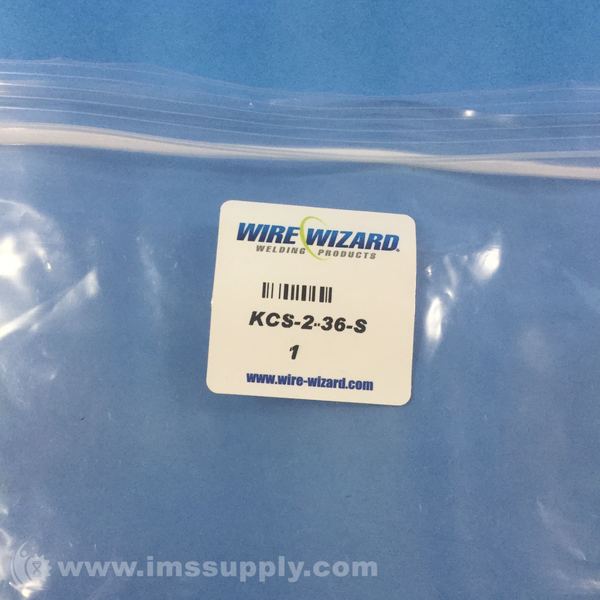 WIRE WIZARD®
WELDING PRODUCTS
KCS-2-36-S
1
www.wire-wizard.com
www.imssupply.com